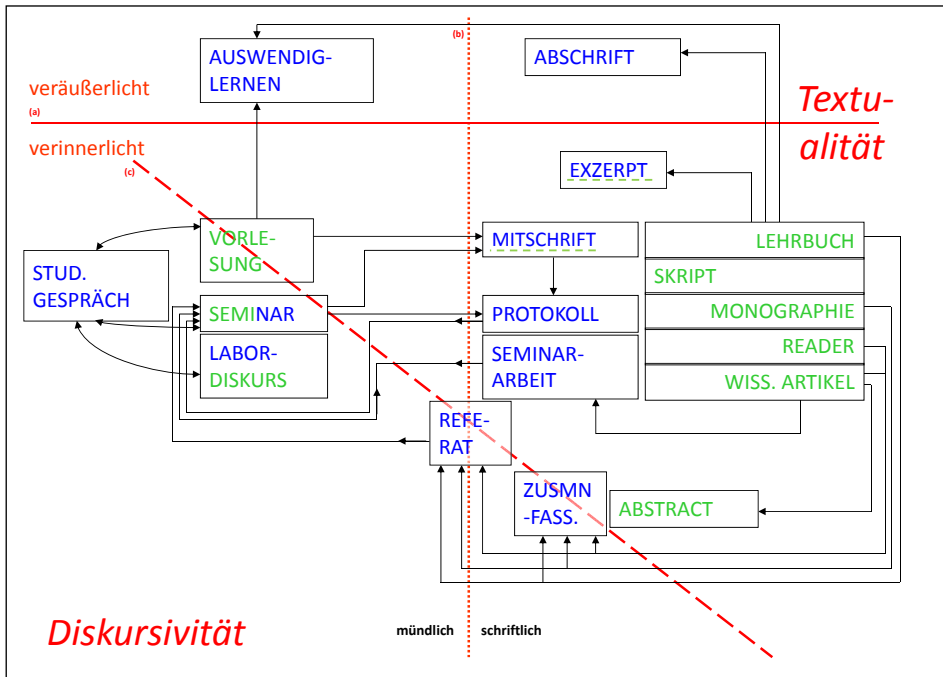 (b)
AUSWENDIG-
LERNEN
ABSCHRIFT
veräußerlicht
(a)
Textu-
alität
verinnerlicht
(c)
EXZERPT
VORLE-
SUNG
MITSCHRIFT
LEHRBUCH
STUD.
GESPRÄCH
SKRIPT
SEMINAR
PROTOKOLL
MONOGRAPHIE
LABOR-
DISKURS
SEMINAR-
ARBEIT
READER
WISS. ARTIKEL
REFE-
RAT
ZUSMN
-FASS.
ABSTRACT
Diskursivität
mündlich
schriftlich